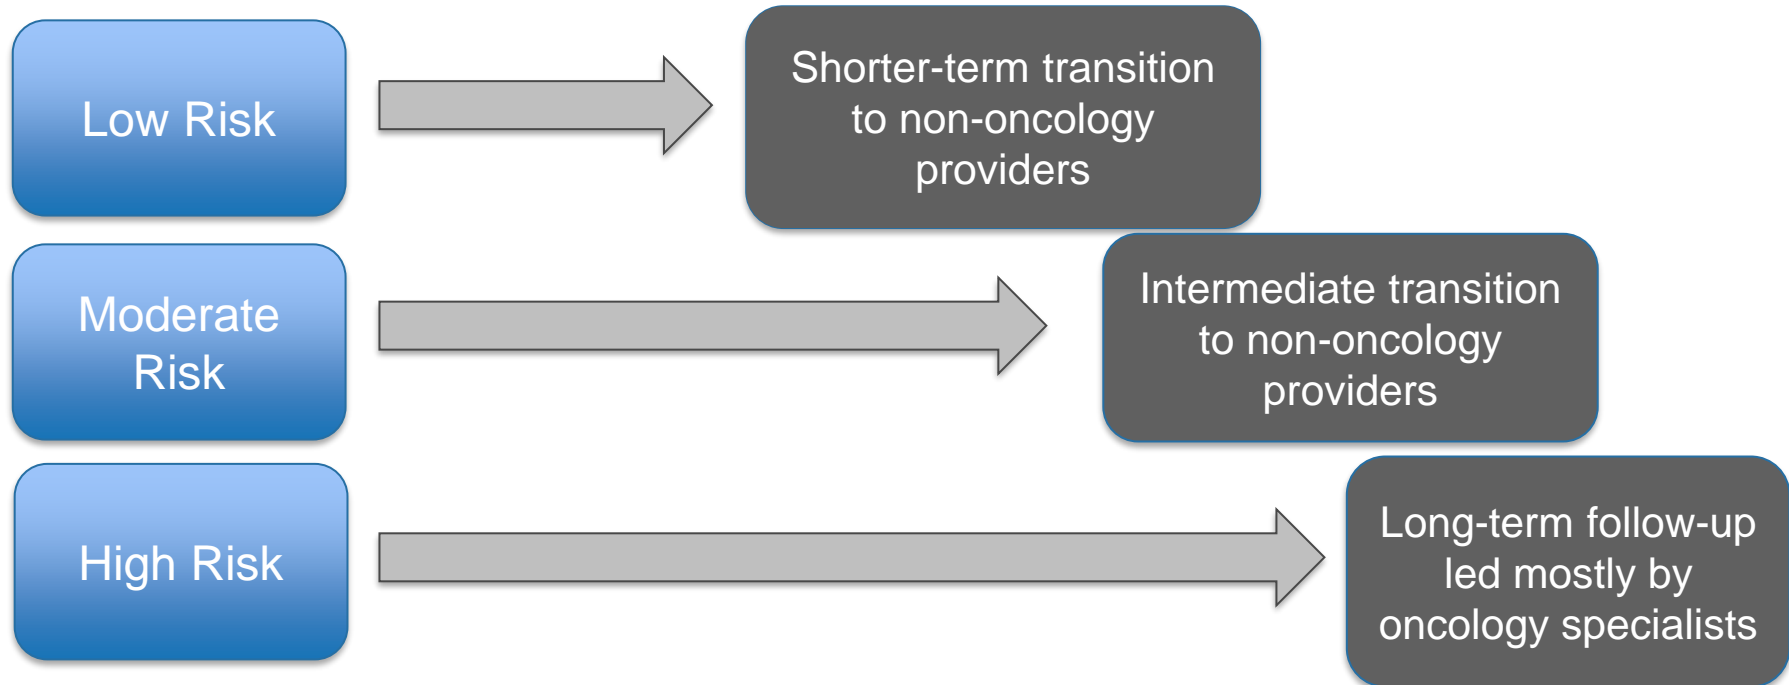 Low Risk
Shorter-term transition
to non-oncology
providers
Moderate
Risk
Intermediate transition
to non-oncology
providers
High Risk
Long-term follow-up
led mostly by
oncology specialists